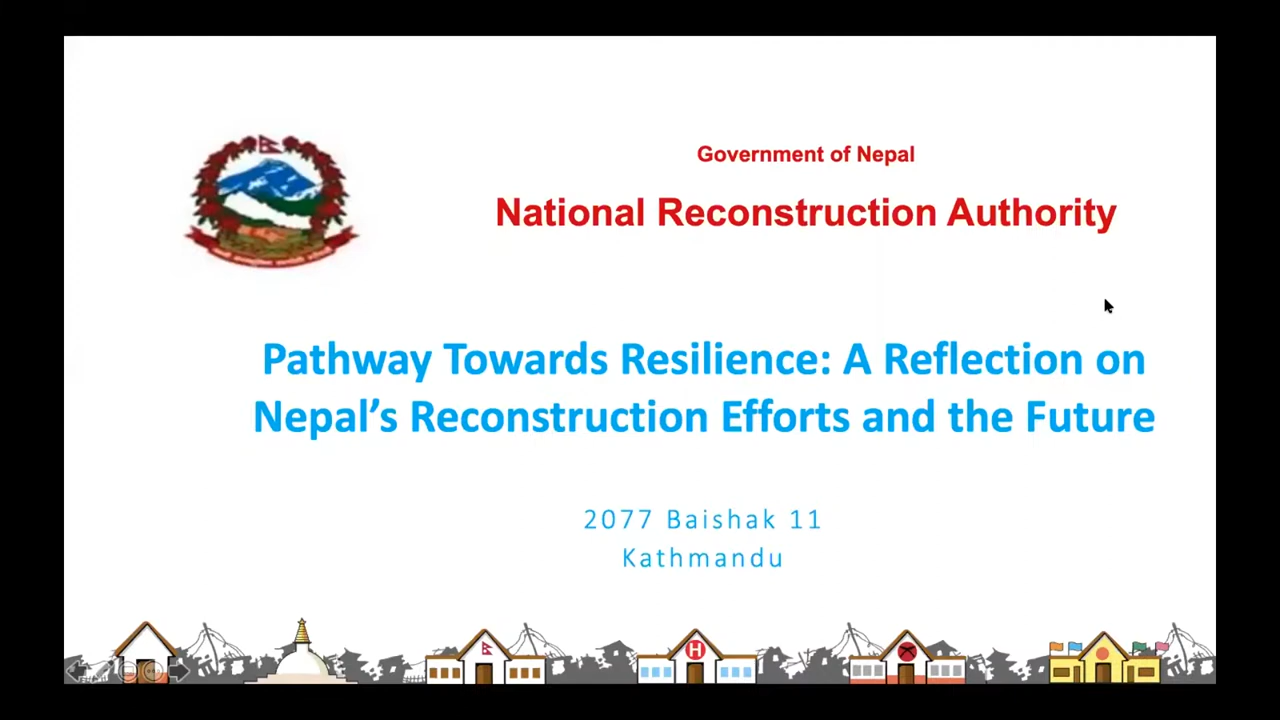 Government of Nepal
National Reconstruction Authority
Pathway Towards Resilience: A Reflection on
Nepal’s Reconstruction Efforts and the Future
2077 Baishak 11
Kathmandu
H